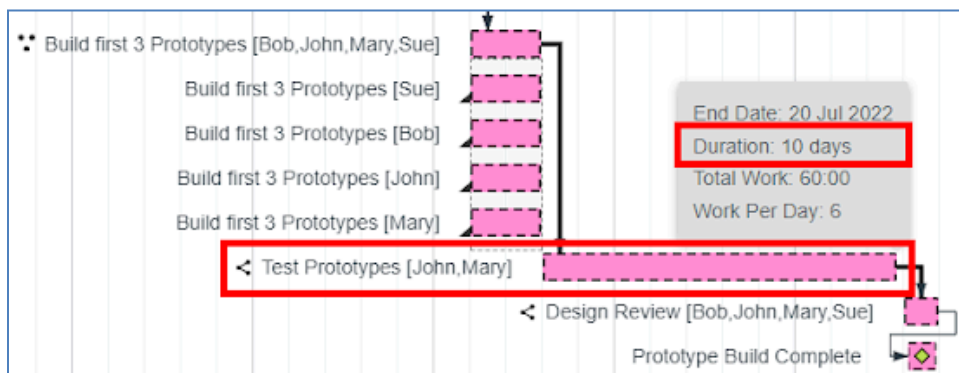 Build first 3 Prototypes [Bob,John,Mary,Sue]
Build first 3 Prototypes [Sue]
Build first 3 Prototypes [Bob]
Build first 3 Prototypes [John]
Build first 3 Prototypes [Mary]
Test Prototypes [John,Mary]
Design Review [Bob,John,Mary,Sue]
Prototype Build Complete
End Date: 20 Jul 2022
Duration: 10 days
Total Work: 60:00
Work Per Day: 6